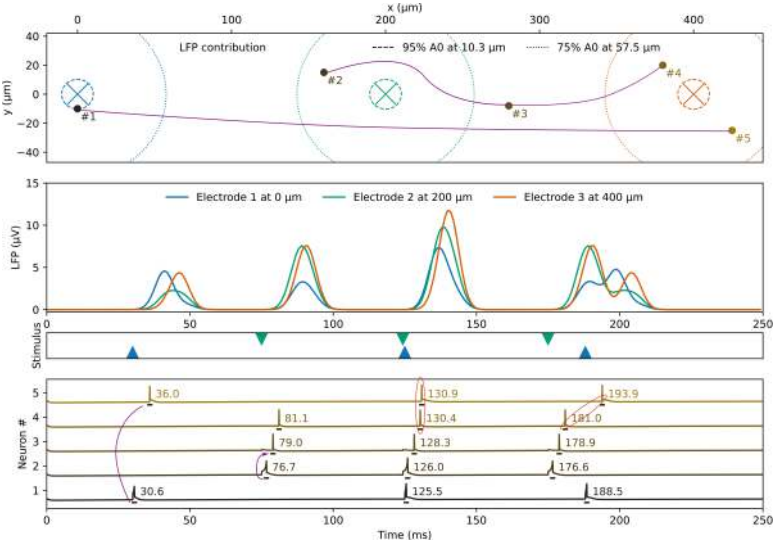 x (μm)
0 100 200 300 400
LFP contribution 95% A0 at 10.3 μm 75% A0 at 57.5 μm
y (μm)
40
20
0
−20
−40
#1
#2
#3
#4
#5
15
10
5
0
LFP (μV)
Electrode 1 at 0 μm Electrode 2 at 200 μm Electrode 3 at 400 μm
0 50 100 150 200 250
Stimulus
Neuron #
5 36.0 130.9 193.9
4 81.1 130.4 181.0
3 79.0 128.3 178.9
2 76.7 126.0 176.6
1 30.6 125.5 188.5
0 50 100 150 200 250
Time (ms)